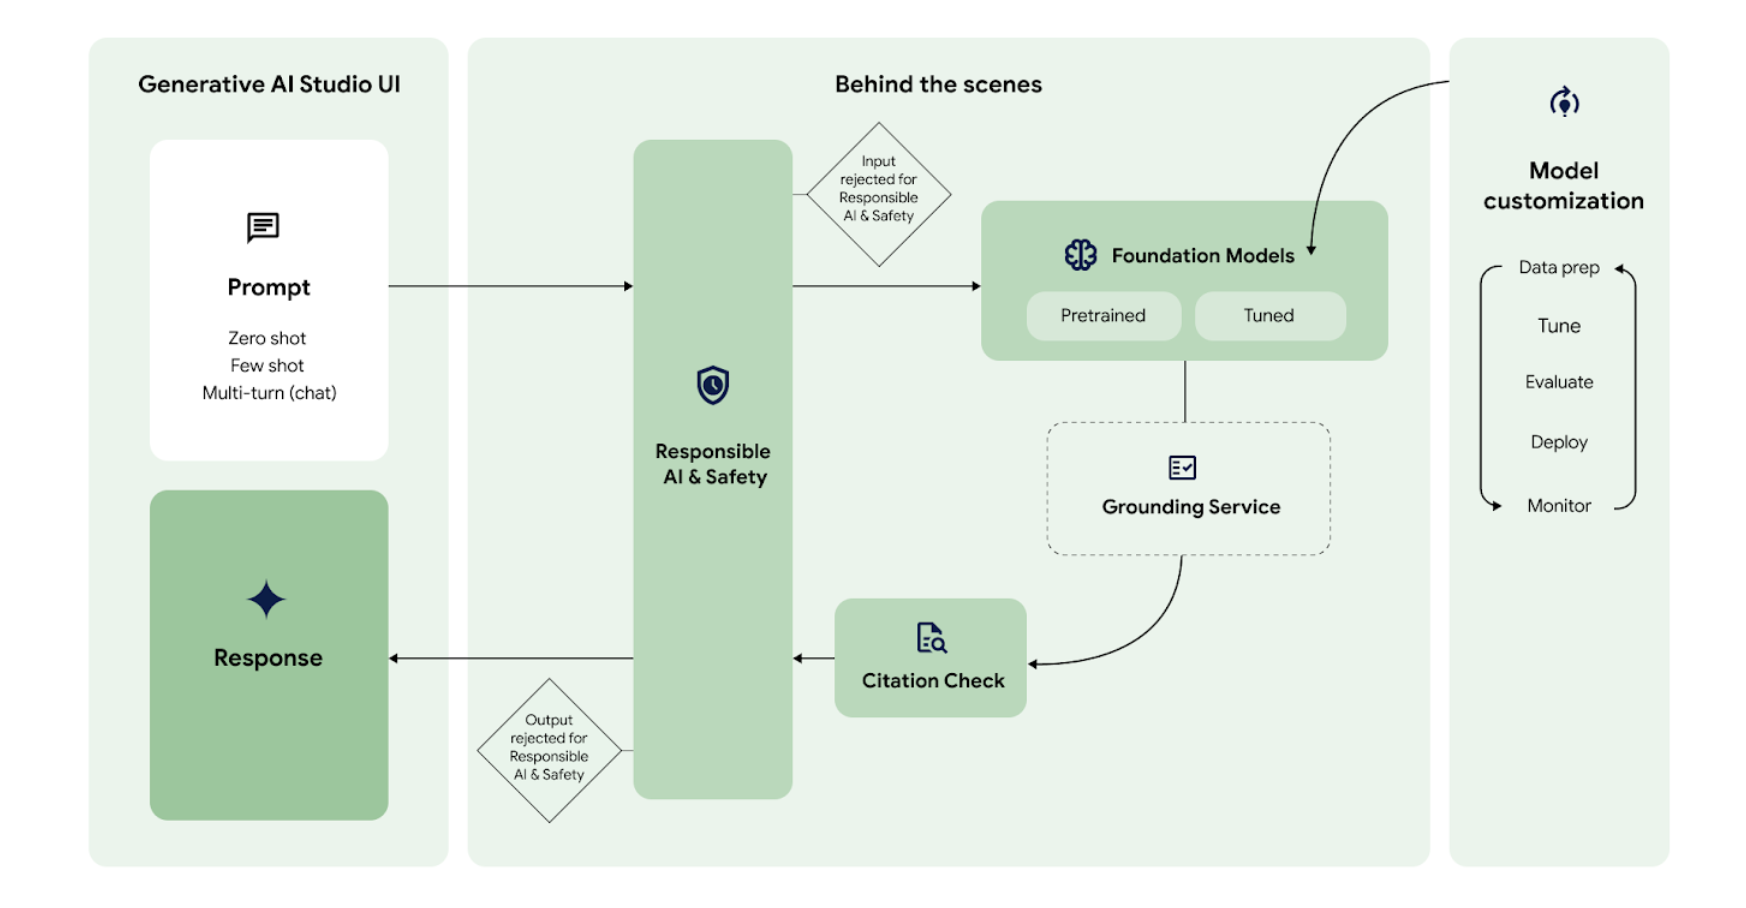 Generative AI Studio UI
Prompt
Zero shot
Few shot
Multi-turn (chat)
Response
Behind the scenes
Responsible
AI & Safety
Input
rejected for
Responsible
AI & Safety
Output
rejected for
Responsible
AI & Safety
Foundation Models
Pretrained
Tuned
Grounding Service
Citation Check
Model
customization
Data prep
Tune
Evaluate
Deploy
Monitor